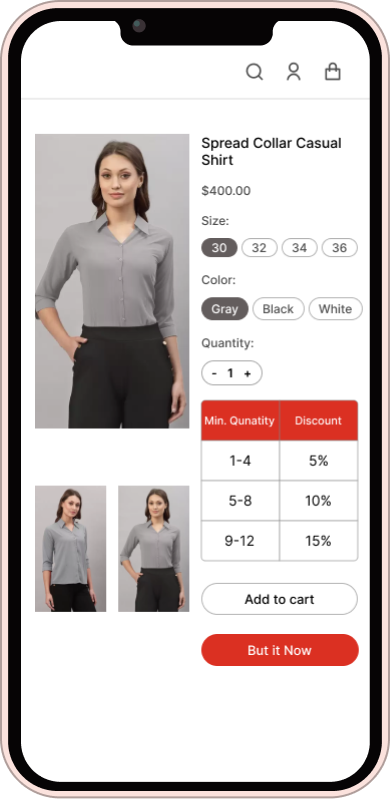 Spread Collar Casual
Shirt
$400.00
Size:
30 32 34 36
Color:
Gray Black White
Quantity:
- 1 +
Min. Qunatity Discount
1-4 5%
5-8 10%
9-12 15%
Add to cart
But it Now